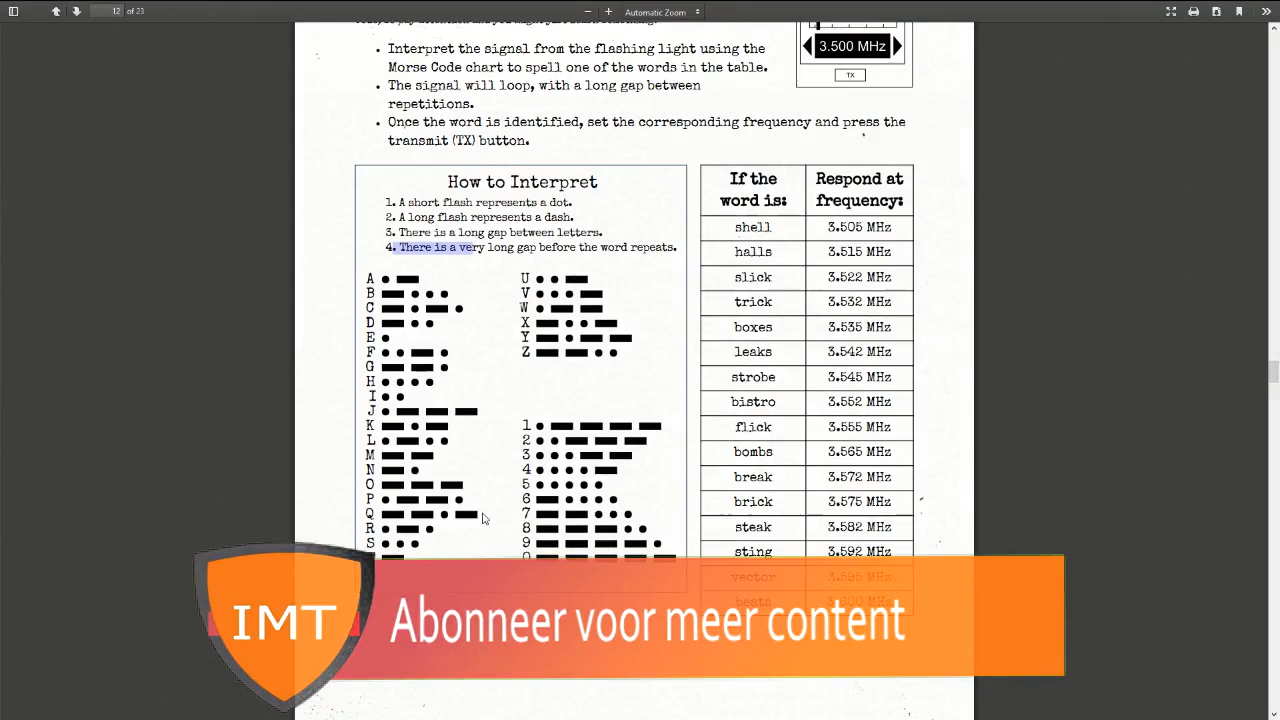 12 of 23
Automatic Zoom
3.500 MHz
TX
• Interpret the signal from the flashing light using the
Morse Code chart to spell one of the words in the table.
• The signal will loop, with a long gap between
repetitions.
• Once the word is identified, set the corresponding frequency and press the
transmit (TX) button.
How to Interpret
1. A short flash represents a dot.
2. A long flash represents a dash.
3. There is a long gap between letters.
4. There is a very long gap before the word repeats.
A
B
C
D
E
F
G
H
I
J
K
L
M
N
O
P
Q
R
S
U
V
W
X
Y
Z
1
2
3
4
5
6
7
8
9
If the word is: Respond at frequency:
shell 3.505 MHz
halls 3.515 MHz
slick 3.522 MHz
trick 3.532 MHz
boxes 3.535 MHz
leaks 3.542 MHz
strobe 3.545 MHz
bistro 3.552 MHz
flick 3.555 MHz
bombs 3.565 MHz
break 3.572 MHz
brick 3.575 MHz
steak 3.582 MHz
sting 3.592 MHz
vector 3.595 MHz
beats 3.600 MHz
IMT
Abonneer voor meer content